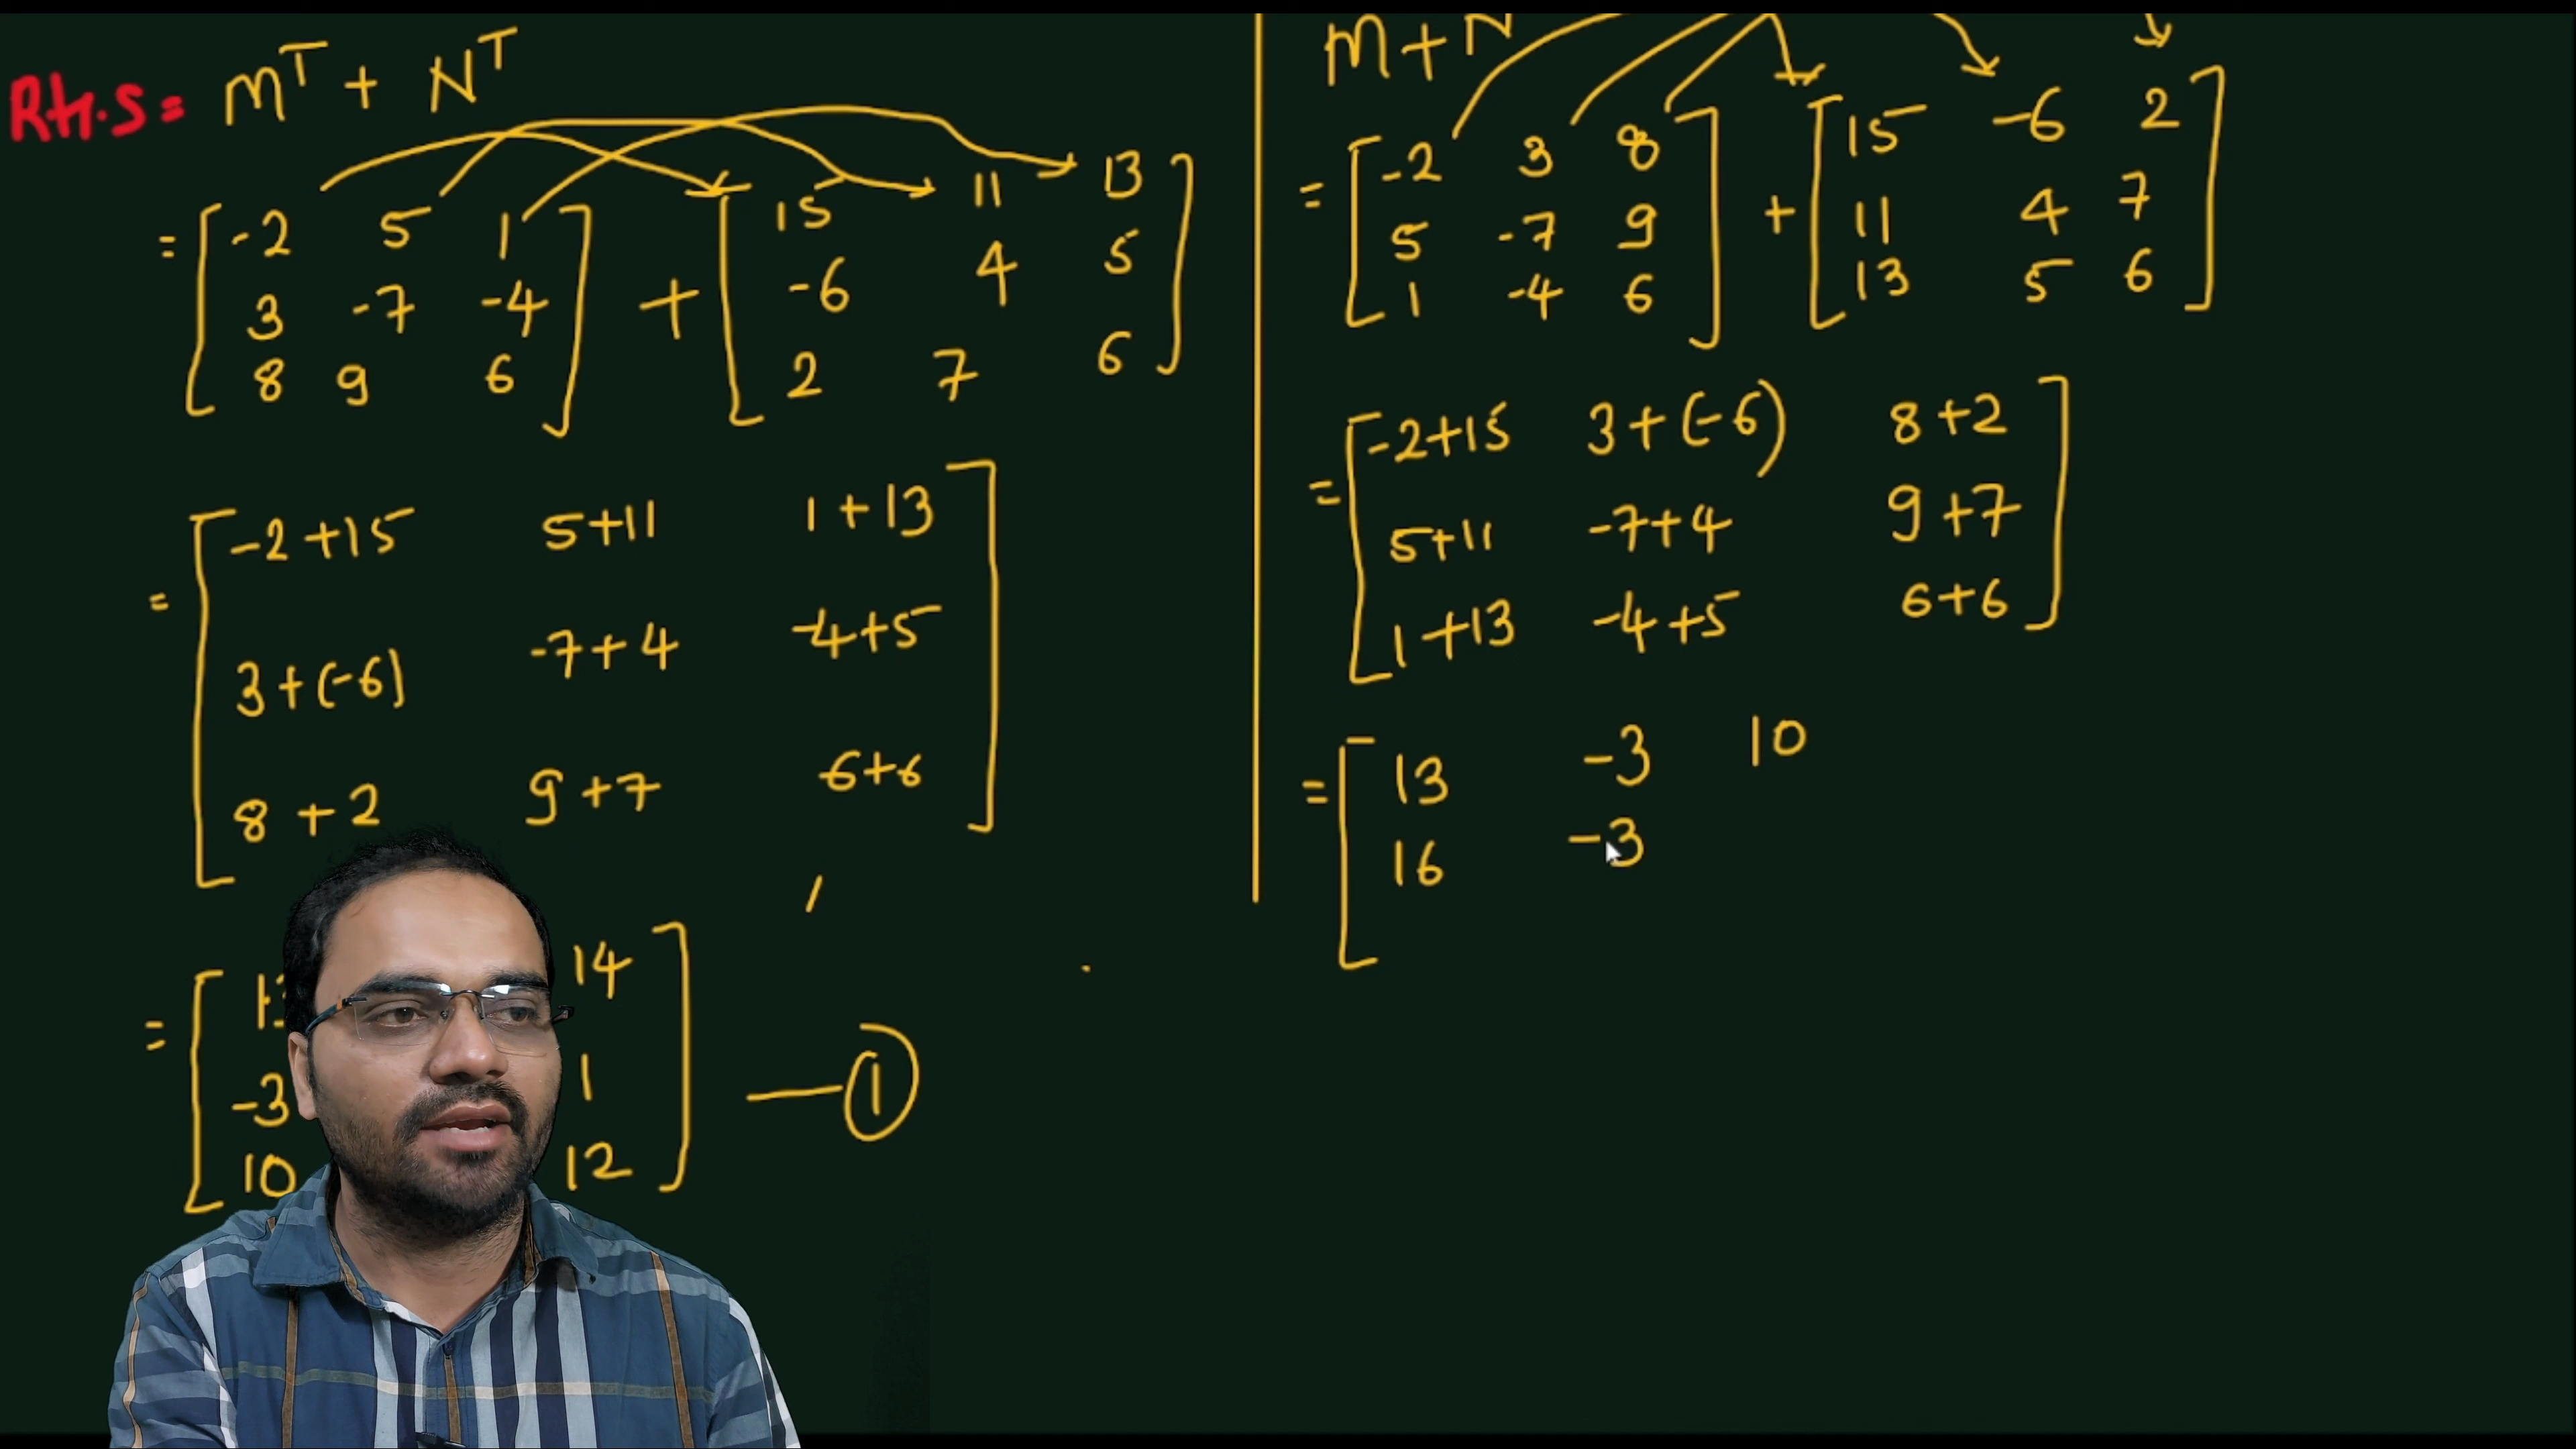 R.H.S = Mᵀ + Nᵀ
= [ -2 5 1 ] + [ 15 11 13 ]
3 -7 -4 -6 4 5
8 9 6 2 7 6
= [ -2+15 5+11 1+13 ]
3+(-6) -7+4 -4+5
8+2 9+7 6+6
= [ 13 14 ]
-3 1 — ①
10 12
M+N
= [ -2 3 8 ] + [ 15 -6 2 ]
5 -7 9 11 4 7
1 -4 6 13 5 6
= [ -2+15 3+(-6) 8+2 ]
5+11 -7+4 9+7
1+13 -4+5 6+6
= [ 13 -3 10
16 -3